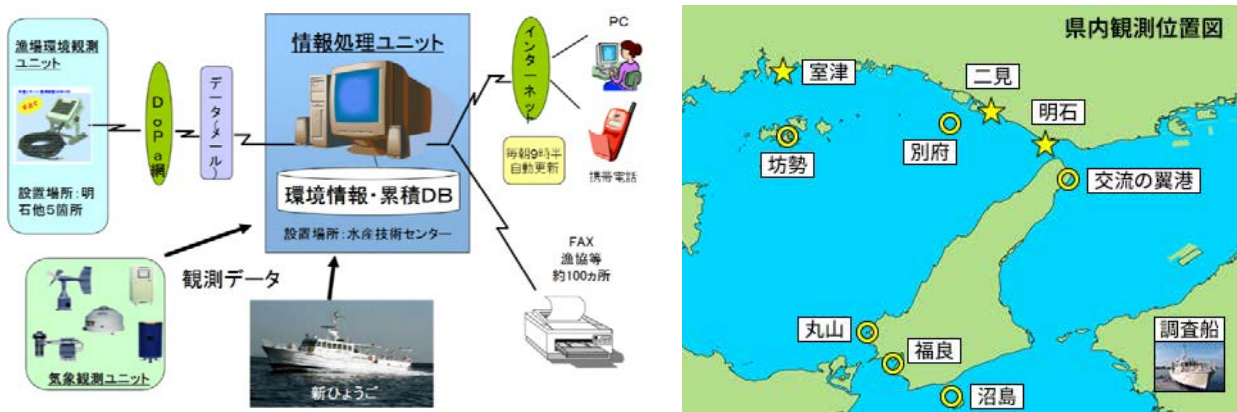 漁場環境観測
ユニット
設置場所:明
石他5箇所
DoPa網
データ(メール)
情報処理ユニット
環境情報・累積DB
設置場所:水産技術センター
インターネット
毎朝9時半
自動更新
PC
携帯電話
FAX
漁協等
約100ヵ所
観測データ
気象観測ユニット
新ひょうご
県内観測位置図
室津
二見
明石
坊勢
別府
交流の翼港
丸山
福良
沼島
調査船